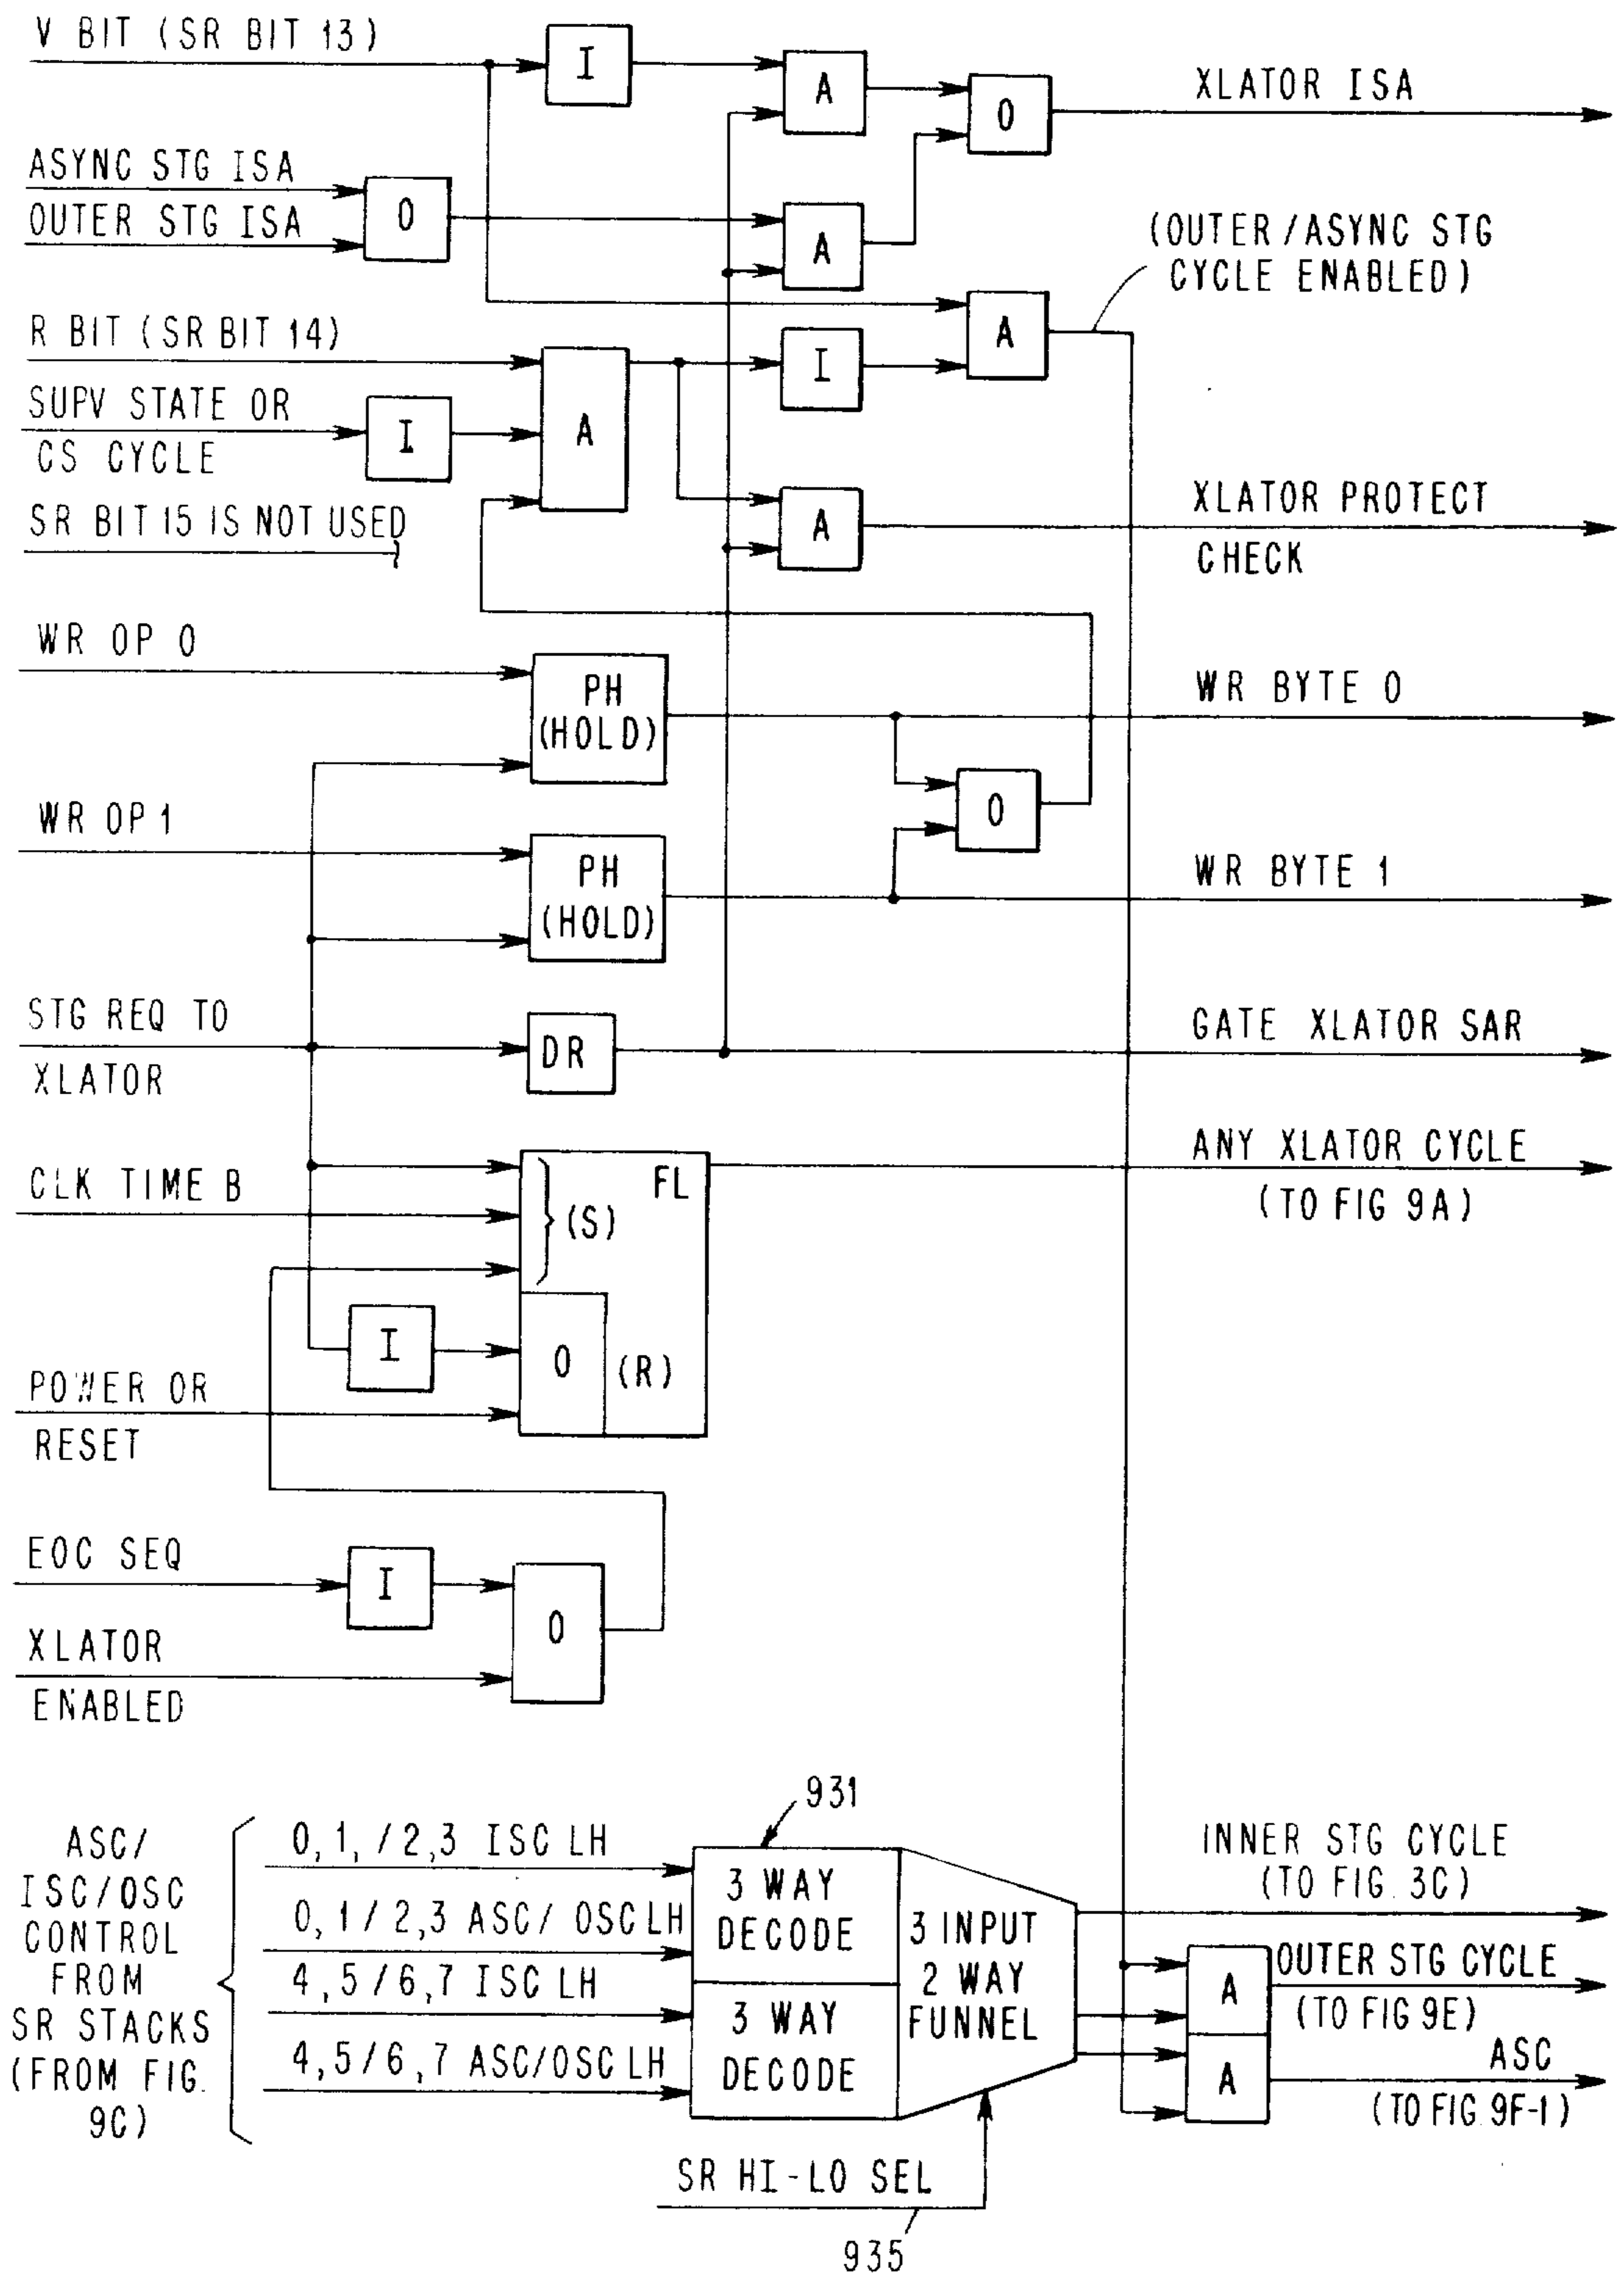 V BIT (SR BIT 13)
I
A
O
XLATOR ISA
ASYNC STG ISA
OUTER STG ISA
O
A
(OUTER/ASYNC STG
CYCLE ENABLED)
A
R BIT (SR BIT 14)
I
SUPV STATE OR
CS CYCLE
I
A
SR BIT 15 IS NOT USED
A
XLATOR PROTECT
CHECK
WR OP 0
PH
(HOLD)
WR BYTE 0
O
WR OP 1
PH
(HOLD)
WR BYTE 1
STG REQ TO
XLATOR
DR
GATE XLATOR SAR
CLK TIME B
(S)
FL
ANY XLATOR CYCLE
(TO FIG 9A)
I
O
(R)
POWER OR
RESET
EOC SEQ
I
O
XLATOR
ENABLED
931
ASC/
ISC/OSC
CONTROL
FROM
SR STACKS
(FROM FIG.
9C)
0,1,/2,3 ISC LH
0,1/2,3 ASC/OSC LH
4,5/6,7 ISC LH
4,5/6,7 ASC/OSC LH
3 WAY
DECODE
3 WAY
DECODE
3 INPUT
2 WAY
FUNNEL
INNER STG CYCLE
(TO FIG. 3C)
A
OUTER STG CYCLE
(TO FIG 9E)
A
ASC
(TO FIG. 9F-1)
SR HI-LO SEL
935